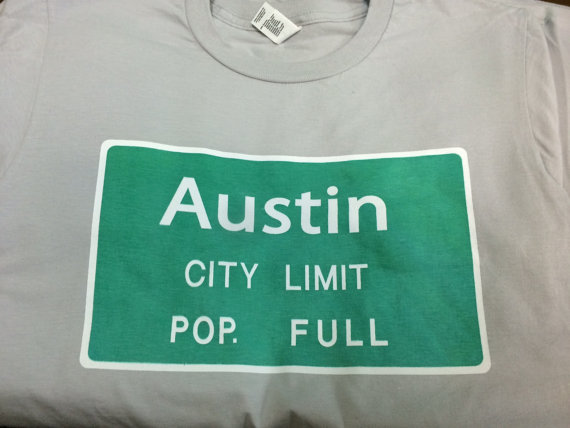 Austin
CITY LIMIT
POP. FULL